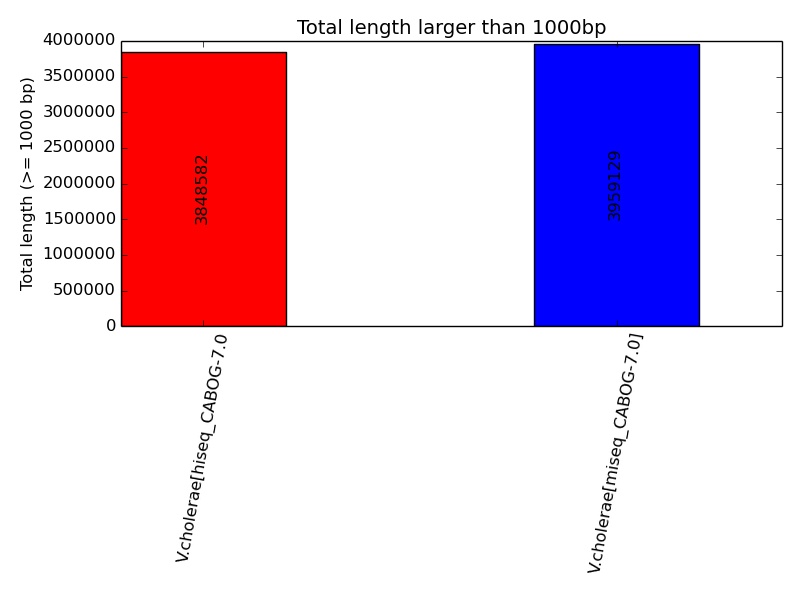 Total length larger than 1000bp
Total length (>= 1000 bp)
4000000
3500000
3000000
2500000
2000000
1500000
1000000
500000
0
3848582
3959129
V.cholerae[hiseq_CABOG-7.0
V.cholerae[miseq_CABOG-7.0]